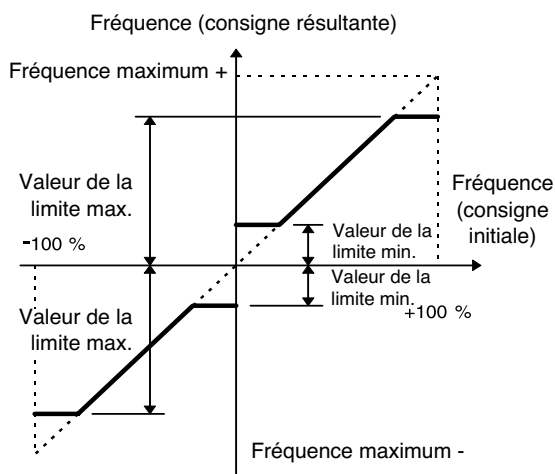 Fréquence (consigne résultante)
Fréquence maximum +
Valeur de la
limite max.
-100 %
Fréquence
(consigne
initiale)
Valeur de la
limite min.
Valeur de la
limite min.
+100 %
Valeur de la
limite max.
Fréquence maximum -